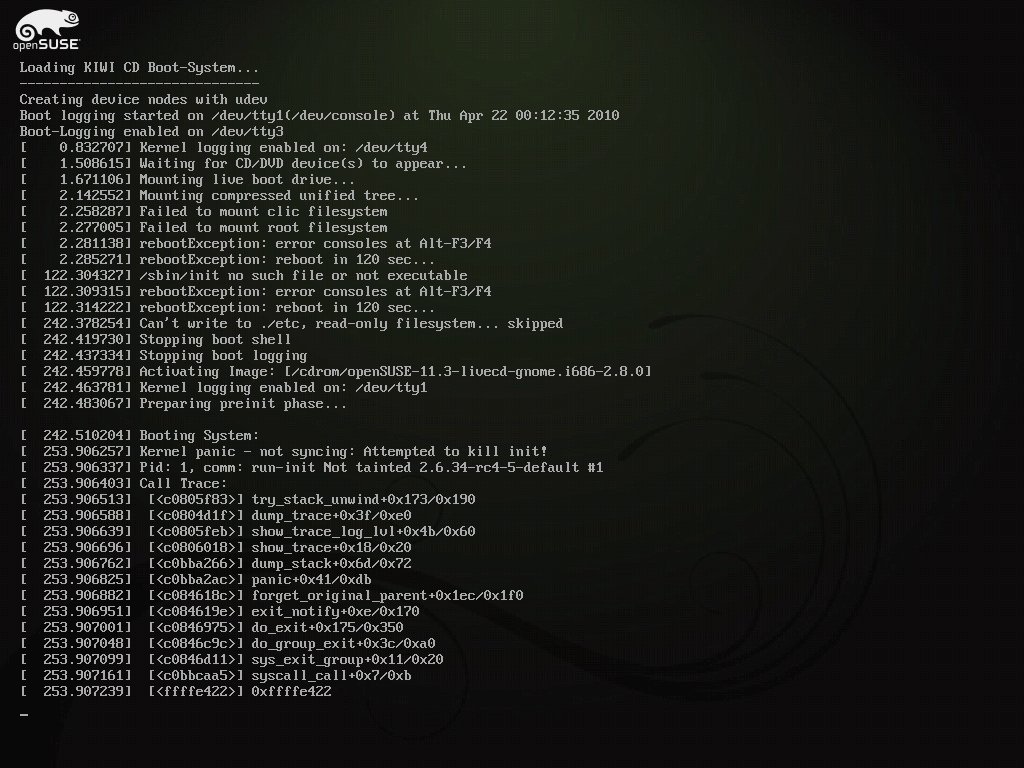 openSUSE
Loading KIWI CD Boot-System...
------------------------------
Creating device nodes with udev
Boot logging started on /dev/tty1(/dev/console) at Thu Apr 22 00:12:35 2010
Boot-Logging enabled on /dev/tty3
[    0.832707] Kernel logging enabled on: /dev/tty4
[    1.508615] Waiting for CD/DVD device(s) to appear...
[    1.671106] Mounting live boot drive...
[    2.142552] Mounting compressed unified tree...
[    2.258287] Failed to mount clic filesystem
[    2.277005] Failed to mount root filesystem
[    2.281138] rebootException: error consoles at Alt-F3/F4
[    2.285271] rebootException: reboot in 120 sec...
[  122.304327] /sbin/init no such file or not executable
[  122.309315] rebootException: error consoles at Alt-F3/F4
[  122.314222] rebootException: reboot in 120 sec...
[  242.378254] Can't write to ./etc, read-only filesystem... skipped
[  242.419730] Stopping boot shell
[  242.437334] Stopping boot logging
[  242.459778] Activating Image: [/cdrom/openSUSE-11.3-livecd-gnome.i686-2.8.0]
[  242.463781] Kernel logging enabled on: /dev/tty1
[  242.483067] Preparing preinit phase...
[  242.510204] Booting System:
[  253.906257] Kernel panic - not syncing: Attempted to kill init!
[  253.906337] Pid: 1, comm: run-init Not tainted 2.6.34-rc4-5-default #1
[  253.906403] Call Trace:
[  253.906513]  [<c0805f83>] try_stack_unwind+0x173/0x190
[  253.906588]  [<c0804d1f>] dump_trace+0x3f/0xe0
[  253.906639]  [<c0805feb>] show_trace_log_lvl+0x4b/0x60
[  253.906696]  [<c0806018>] show_trace+0x18/0x20
[  253.906762]  [<c0bba266>] dump_stack+0x6d/0x72
[  253.906825]  [<c0bba2ac>] panic+0x41/0xdb
[  253.906882]  [<c084618c>] forget_original_parent+0x1ec/0x1f0
[  253.906951]  [<c084619e>] exit_notify+0xe/0x170
[  253.907001]  [<c0846975>] do_exit+0x175/0x350
[  253.907048]  [<c0846c9c>] do_group_exit+0x3c/0xa0
[  253.907099]  [<c0846d11>] sys_exit_group+0x11/0x20
[  253.907161]  [<c0bbcaa5>] syscall_call+0x7/0xb
[  253.907239]  [<ffffe422>] 0xffffe422
_